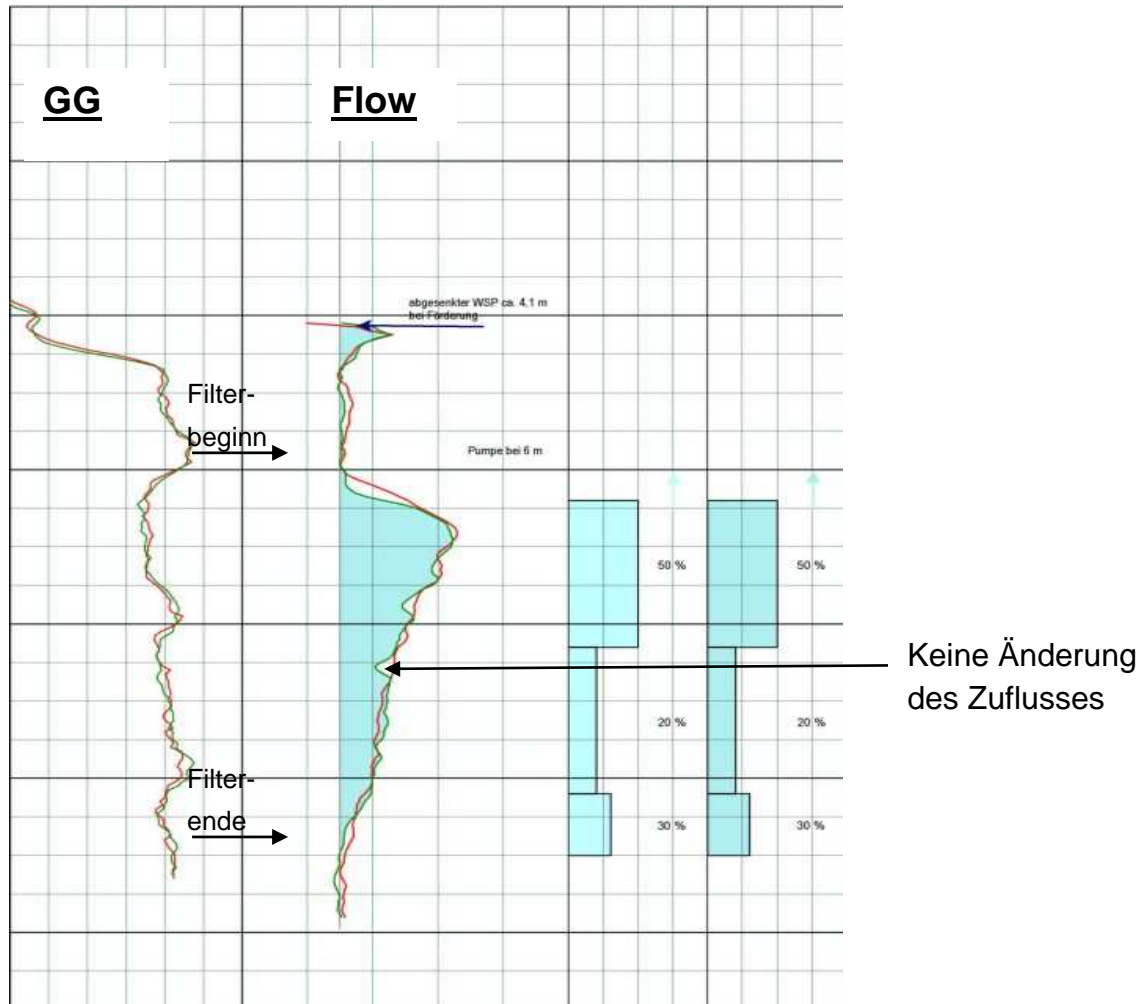 GG
Flow
abgesenkter WSP ca. 4,1 m
bei Förderung
Filter-
beginn
Pumpe bei 6 m
50 %
50 %
Keine Änderung
des Zuflusses
20 %
20 %
Filter-
ende
30 %
30 %